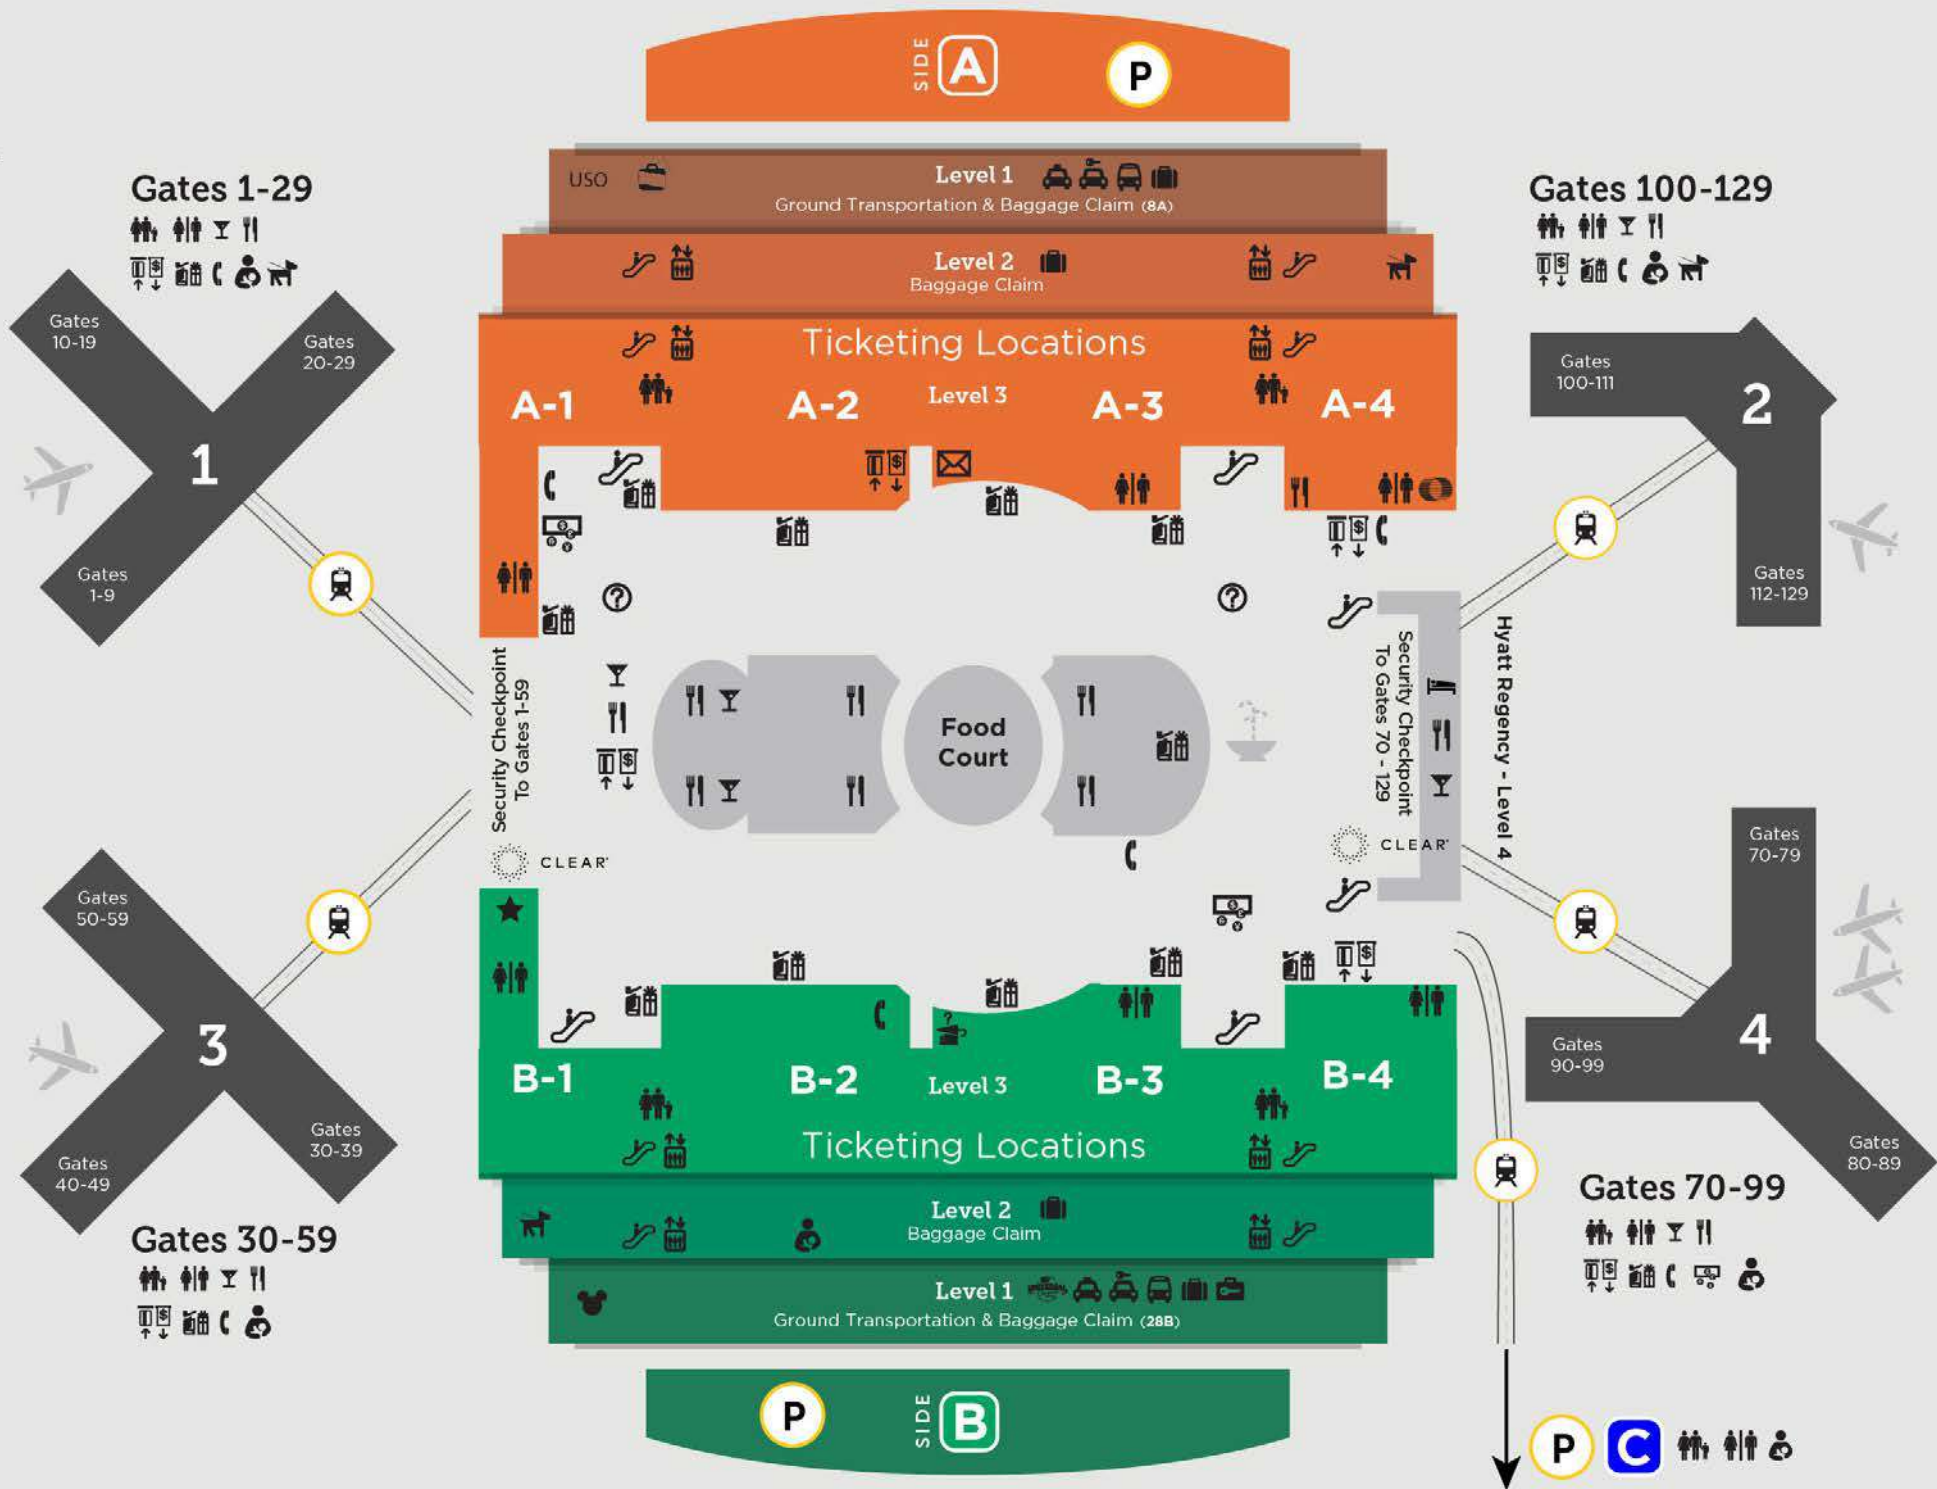 SIDE A
P
USO
Level 1
Ground Transportation & Baggage Claim (8A)
Level 2
Baggage Claim
Ticketing Locations
Level 3
A-1
A-2
A-3
A-4
Gates 1-29
Gates
10-19
Gates
20-29
1
Gates
1-9
Gates 100-129
Gates
100-111
2
Gates
112-129
Security Checkpoint
To Gates 1-59
CLEAR
Food
Court
?
?
Security Checkpoint
To Gates 70 - 129
CLEAR
Hyatt Regency - Level 4
Gates
50-59
3
Gates
30-39
Gates
40-49
Gates 30-59
Gates
70-79
4
Gates
90-99
Gates
80-89
Gates 70-99
B-1
B-2
B-3
B-4
Level 3
Ticketing Locations
Level 2
Baggage Claim
Level 1
Ground Transportation & Baggage Claim (28B)
P
SIDE B
P
C